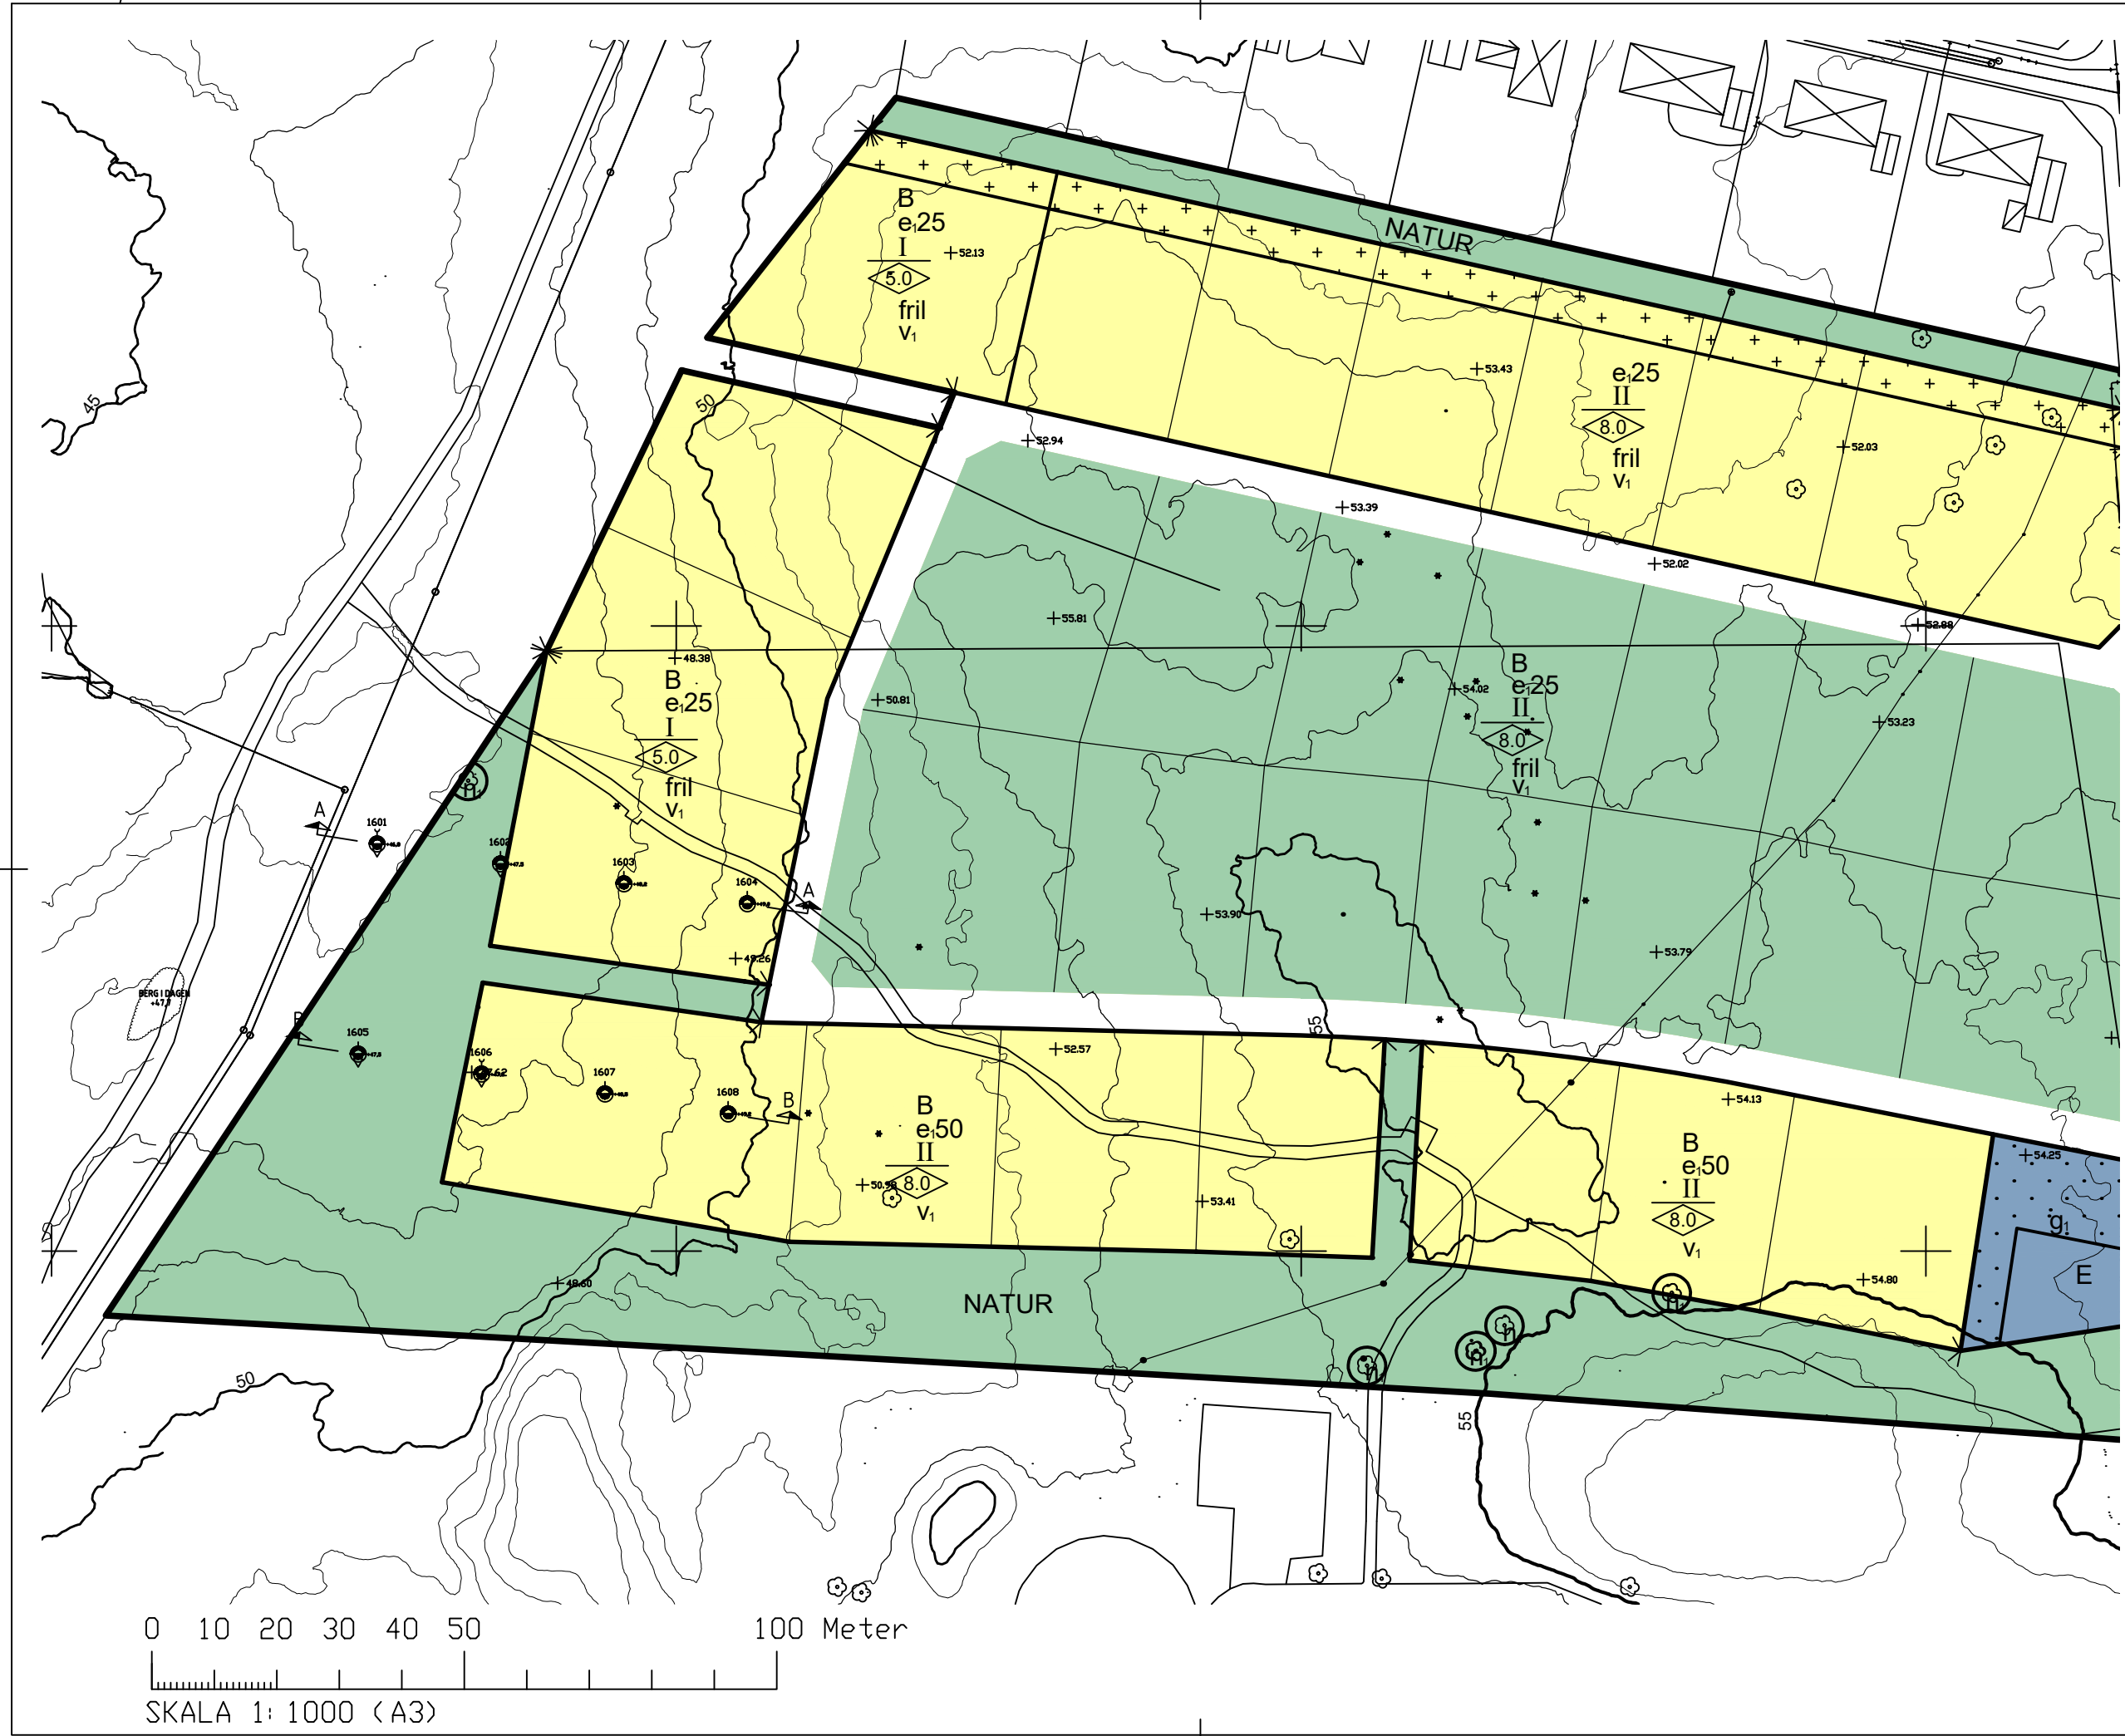 NATUR
B
e₁25
I
5.0
fril
v₁
52.13
45
50
53.43
e₁25
II
8.0
fril
v₁
52.03
52.94
53.39
52.02
52.88
55.81
48.38
B
e₁25
I
5.0
fril
v₁
50.81
54.02
B
e₁25
II
8.0
fril
v₁
53.23
n₁
A
1601
1602
1603
1604
A
53.90
53.79
49.26
BERG I DAGEN
+47.7
B
1605
1606
1607
1608
B
55
52.57
B
e₁50
II
8.0
v₁
53.41
54.13
B
e₁50
II
8.0
v₁
54.25
g₁
E
54.80
48.60
NATUR
n₁
n₁
50
55
0 10 20 30 40 50 100 Meter
SKALA 1:1000 (A3)